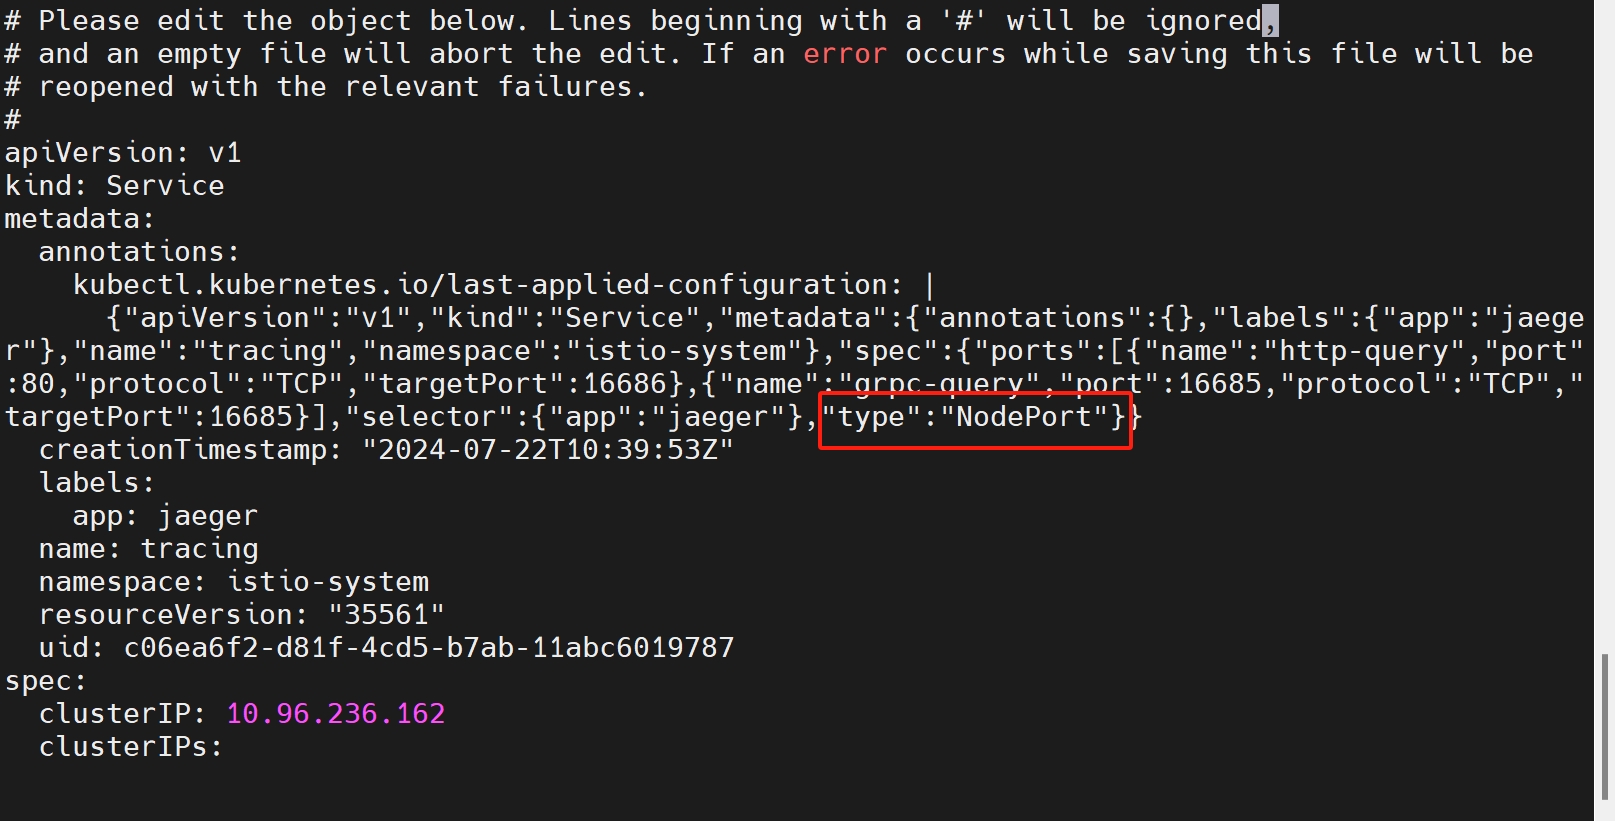 # Please edit the object below. Lines beginning with a '#' will be ignored,
# and an empty file will abort the edit. If an error occurs while saving this file will be
# reopened with the relevant failures.
#
apiVersion: v1
kind: Service
metadata:
  annotations:
    kubectl.kubernetes.io/last-applied-configuration: |
      {"apiVersion":"v1","kind":"Service","metadata":{"annotations":{},"labels":{"app":"jaege
r"},"name":"tracing","namespace":"istio-system"},"spec":{"ports":[{"name":"http-query","port"
:80,"protocol":"TCP","targetPort":16686},{"name":"grpc-query","port":16685,"protocol":"TCP","
targetPort":16685}],"selector":{"app":"jaeger"},"type":"NodePort"}}
  creationTimestamp: "2024-07-22T10:39:53Z"
  labels:
    app: jaeger
  name: tracing
  namespace: istio-system
  resourceVersion: "35561"
  uid: c06ea6f2-d81f-4cd5-b7ab-11abc6019787
spec:
  clusterIP: 10.96.236.162
  clusterIPs: